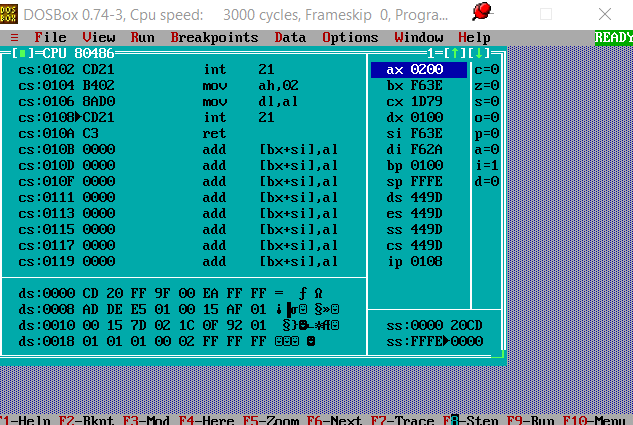 DOSBox 0.74-3, Cpu speed: 3000 cycles, Frameskip 0, Progra...
≡ File View Run Breakpoints Data Options Window Help READY
[■]=CPU 80486 1=[↑][↓]
cs:0102 CD21 int 21 ax 0200 c=0
cs:0104 B402 mov ah,02 bx F63E z=0
cs:0106 8AD0 mov dl,al cx 1D79 s=0
cs:0108▶CD21 int 21 dx 0100 o=0
cs:010A C3 ret si F63E p=0
cs:010B 0000 add [bx+si],al di F62A a=0
cs:010D 0000 add [bx+si],al bp 0100 i=1
cs:010F 0000 add [bx+si],al sp FFFE d=0
cs:0111 0000 add [bx+si],al ds 449D
cs:0113 0000 add [bx+si],al es 449D
cs:0115 0000 add [bx+si],al ss 449D
cs:0117 0000 add [bx+si],al cs 449D
cs:0119 0000 add [bx+si],al ip 0108
ds:0000 CD 20 FF 9F 00 EA FF FF = ƒ Ω
ds:0008 AD DE E5 01 00 15 AF 01
ds:0010 00 15 7D 02 1C 0F 92 01 ss:0000 20CD
ds:0018 01 01 01 00 02 FF FF FF ss:FFFE▶0000
F1-Help F2-Bkpt F3-Mod F4-Here F5-Zoom F6-Next F7-Trace F8-Step F9-Run F10-Menu